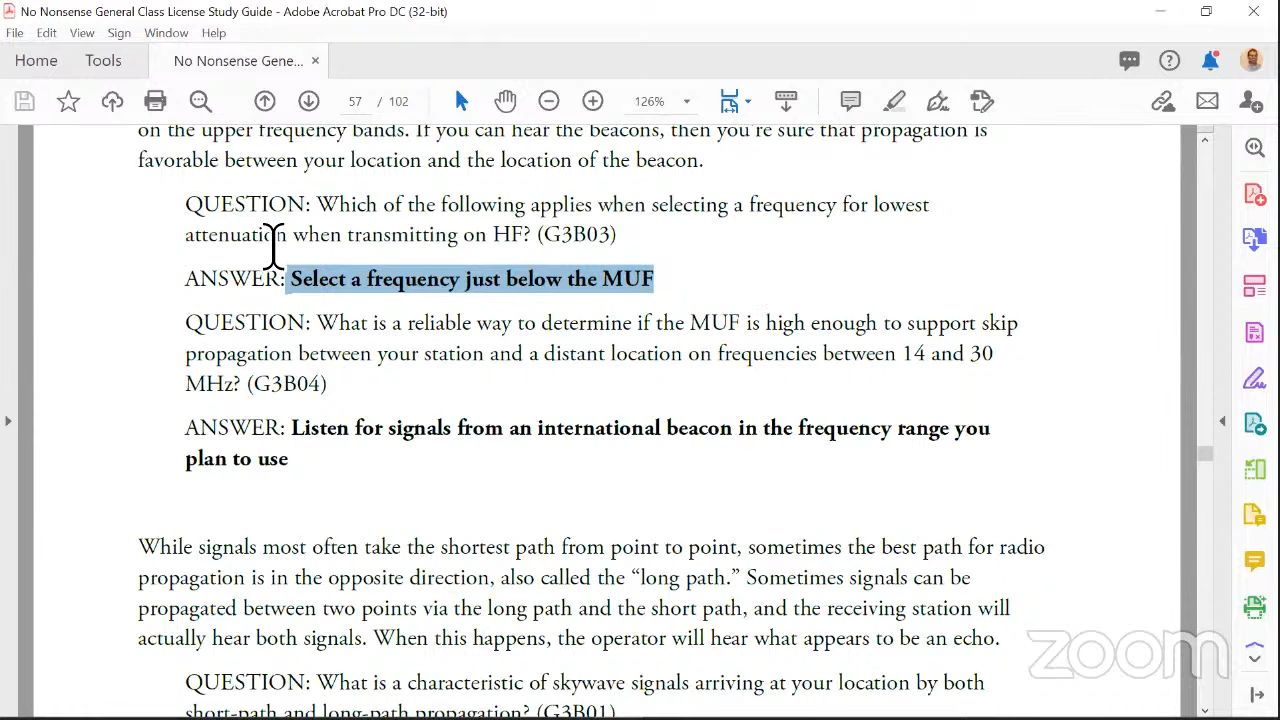 No Nonsense General Class License Study Guide - Adobe Acrobat Pro DC (32-bit)
File Edit View Sign Window Help
Home Tools No Nonsense Gene... ×
57 / 102 126%
on the upper frequency bands. If you can hear the beacons, then you're sure that propagation is
favorable between your location and the location of the beacon.
QUESTION: Which of the following applies when selecting a frequency for lowest
attenuation when transmitting on HF? (G3B03)
ANSWER: Select a frequency just below the MUF
QUESTION: What is a reliable way to determine if the MUF is high enough to support skip
propagation between your station and a distant location on frequencies between 14 and 30
MHz? (G3B04)
ANSWER: Listen for signals from an international beacon in the frequency range you
plan to use
While signals most often take the shortest path from point to point, sometimes the best path for radio
propagation is in the opposite direction, also called the “long path.” Sometimes signals can be
propagated between two points via the long path and the short path, and the receiving station will
actually hear both signals. When this happens, the operator will hear what appears to be an echo.
zoom
QUESTION: What is a characteristic of skywave signals arriving at your location by both
short-path and long-path propagation? (G3B01)